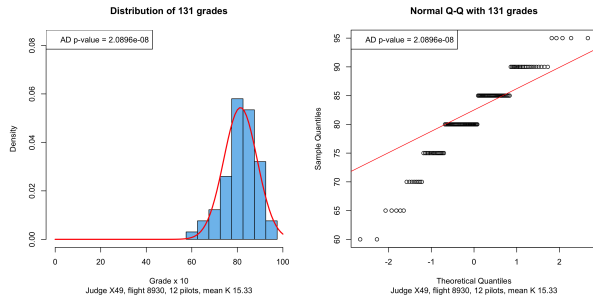 Distribution of 131 grades
AD p-value = 2.0896e-08
Density
0.00 0.02 0.04 0.06 0.08
0 20 40 60 80 100
Grade x 10
Judge X49, flight 8930, 12 pilots, mean K 15.33
Normal Q-Q with 131 grades
AD p-value = 2.0896e-08
Sample Quantiles
60 65 70 75 80 85 90 95
-2 -1 0 1 2
Theoretical Quantiles
Judge X49, flight 8930, 12 pilots, mean K 15.33